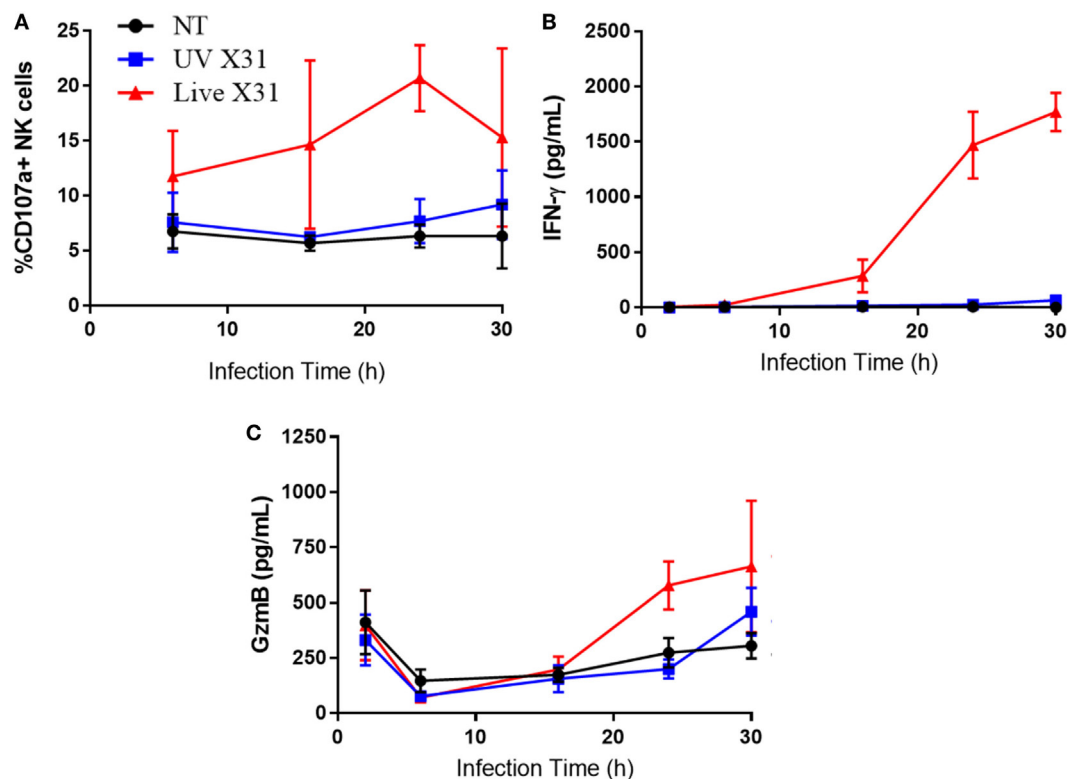 A
%CD107a+ NK cells
25
20
15
10
5
0
NT
UV X31
Live X31
0 10 20 30
Infection Time (h)
B
IFN-γ (pg/mL)
2500
2000
1500
1000
500
0
0 10 20 30
Infection Time (h)
C
GzmB (pg/mL)
1250
1000
750
500
250
0
0 10 20 30
Infection Time (h)